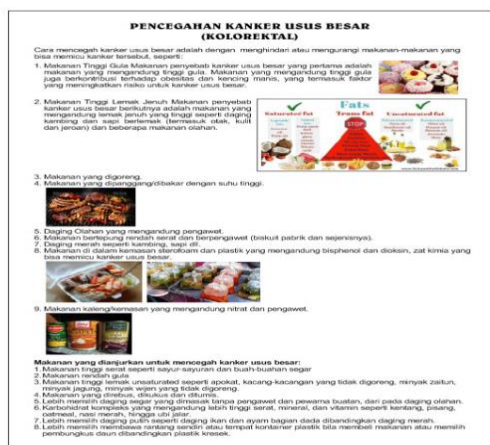 PENCEGAHAN KANKER USUS BESAR
(KOLOREKTAL)
Cara mencegah kanker usus besar adalah dengan menghindari atau mengurangi makanan-makanan yang
bisa memicu kanker tersebut, seperti:
1. Makanan Tinggi Gula Makanan penyebab kanker usus besar yang pertama adalah
makanan yang mengandung tinggi gula. Makanan yang mengandung tinggi gula
juga berkontribusi terhadap obesitas dan kencing manis, yang termasuk faktor
yang meningkatkan risiko untuk kanker usus besar.
2. Makanan Tinggi Lemak Jenuh Makanan penyebab
kanker usus besar berikutnya adalah makanan yang
mengandung lemak jenuh yang tinggi seperti daging
kambing dan sapi berlemak (termasuk otak, kulit
dan jeroan) dan beberapa makanan olahan.
Fats
Saturated fat
Trans fat
Unsaturated fat
STOP
3. Makanan yang digoreng.
4. Makanan yang dipanggang/dibakar dengan suhu tinggi.
5. Daging Olahan yang mengandung pengawet.
6. Makanan bertepung rendah serat dan berpengawet (biskuit pabrik dan sejenisnya).
7. Daging merah seperti kambing, sapi dll.
8. Makanan di dalam kemasan sterofoam dan plastik yang mengandung bisphenol dan dioksin, zat kimia yang
bisa memicu kanker usus besar.
9. Makanan kaleng/kemasan yang mengandung nitrat dan pengawet.
Makanan yang dianjurkan untuk mencegah kanker usus besar:
1. Makanan tinggi serat seperti sayur-sayuran dan buah-buahan segar
2. Makanan rendah gula
3. Makanan tinggi lemak unsaturated seperti apokat, kacang-kacangan yang tidak digoreng, minyak zaitun,
minyak jagung, minyak wijen yang tidak digoreng.
4. Makanan yang direbus, dikukus dan ditumis.
5. Lebih memilih daging segar yang dimasak tanpa pengawet dan pewarna buatan, dari pada daging olahan.
6. Karbohidrat kompleks yang mengandung lebih tinggi serat, mineral, dan vitamin seperti kentang, pisang,
oatmeal, nasi merah, hingga ubi jalar.
7. Lebih memilih daging putih seperti daging ikan dan ayam bagian dada dibandingkan daging merah.
8. Lebih memilih membawa rantang sendiri atau tempat kontainer plastik bila membeli makanan atau memilih
pembungkus daun dibandingkan plastik kresek.